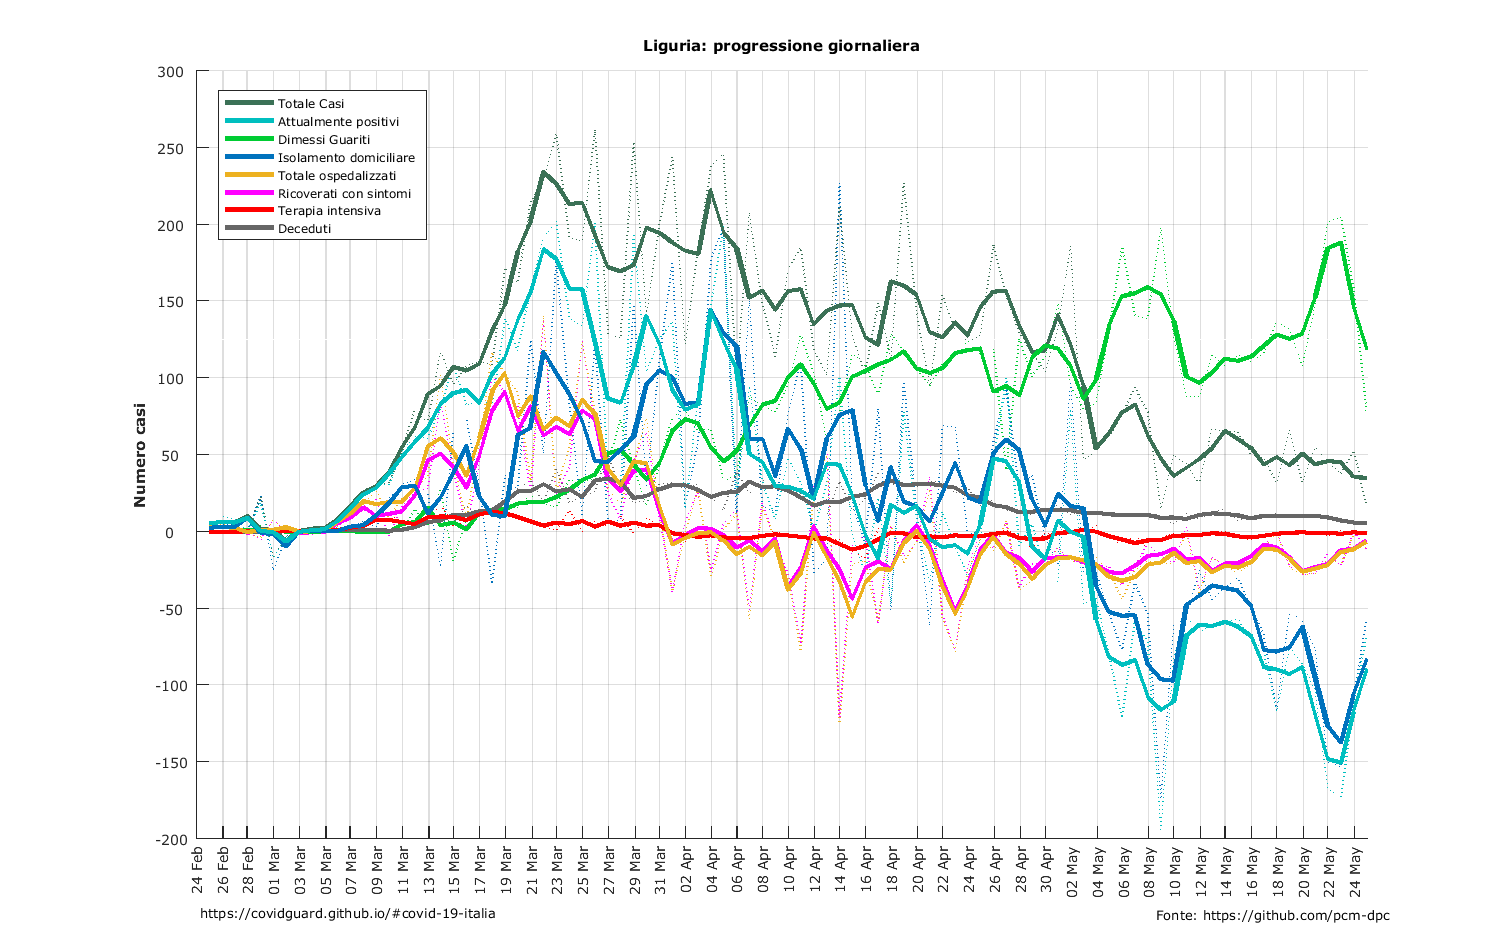 Liguria: progressione giornaliera
300
250
200
150
100
50
0
-50
-100
-150
-200
Numero casi
Totale Casi
Attualmente positivi
Dimessi Guariti
Isolamento domiciliare
Totale ospedalizzati
Ricoverati con sintomi
Terapia intensiva
Deceduti
24 Feb
26 Feb
28 Feb
01 Mar
03 Mar
05 Mar
07 Mar
09 Mar
11 Mar
13 Mar
15 Mar
17 Mar
19 Mar
21 Mar
23 Mar
25 Mar
27 Mar
29 Mar
31 Mar
02 Apr
04 Apr
06 Apr
08 Apr
10 Apr
12 Apr
14 Apr
16 Apr
18 Apr
20 Apr
22 Apr
24 Apr
26 Apr
28 Apr
30 Apr
02 May
04 May
06 May
08 May
10 May
12 May
14 May
16 May
18 May
20 May
22 May
24 May
https://covidguard.github.io/#covid-19-italia
Fonte: https://github.com/pcm-dpc